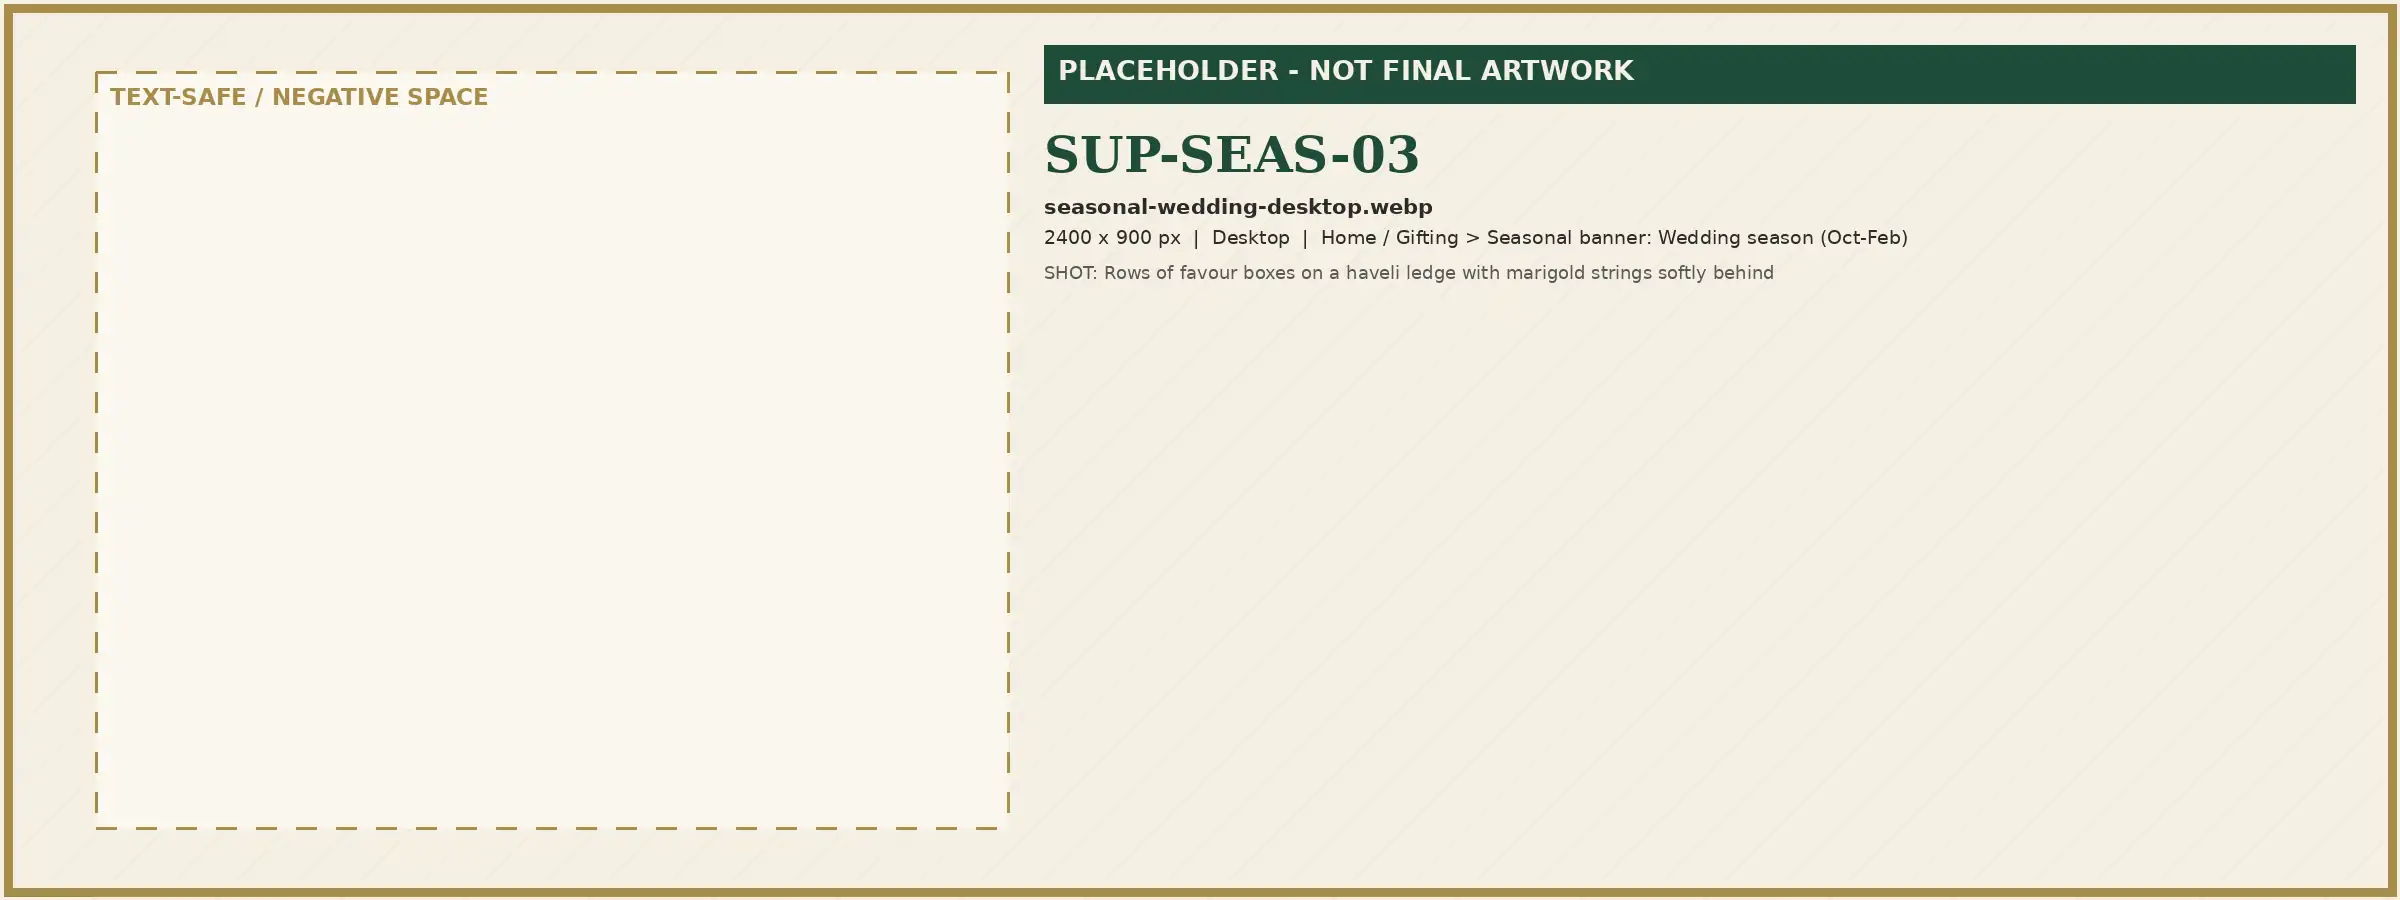 TEXT-SAFE / NEGATIVE SPACE
PLACEHOLDER - NOT FINAL ARTWORK
SUP-SEAS-03
seasonal-wedding-desktop.webp
2400 x 900 px | Desktop | Home / Gifting > Seasonal banner: Wedding season (Oct-Feb)
SHOT: Rows of favour boxes on a haveli ledge with marigold strings softly behind